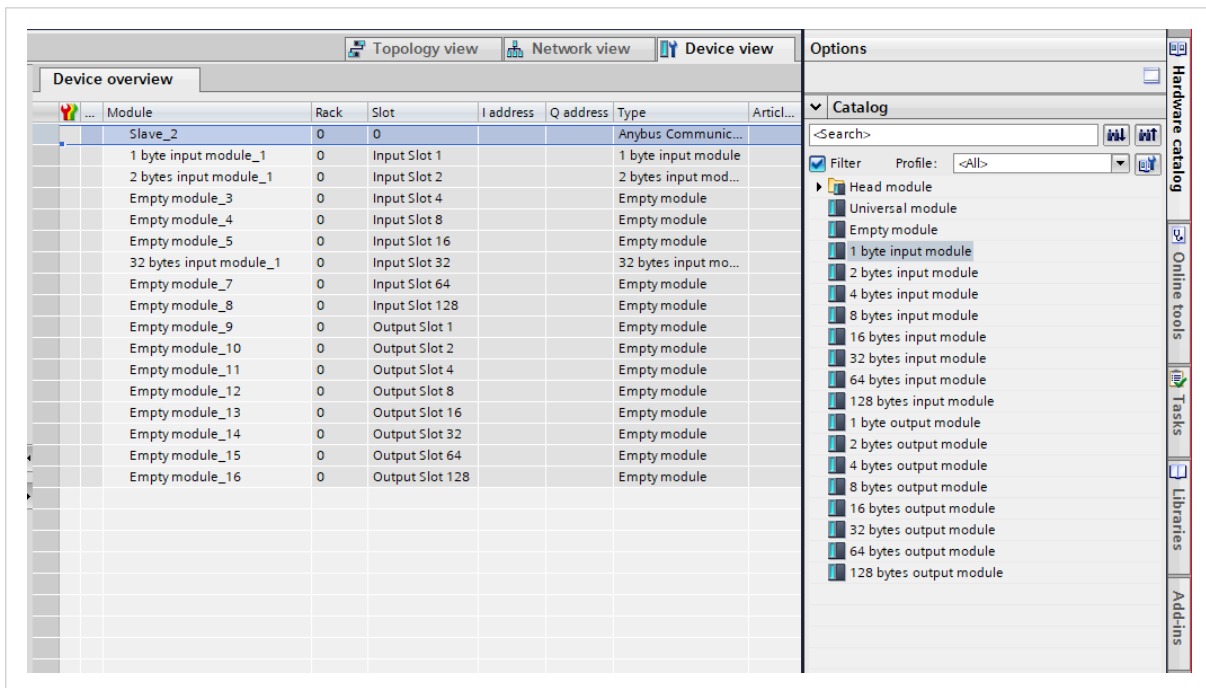 Topology view Network view Device view Options
Device overview
... Module Rack Slot I address Q address Type Articl...
Slave_2 0 0 Anybus Communic...
1 byte input module_1 0 Input Slot 1 1 byte input module
2 bytes input module_1 0 Input Slot 2 2 bytes input mod...
Empty module_3 0 Input Slot 4 Empty module
Empty module_4 0 Input Slot 8 Empty module
Empty module_5 0 Input Slot 16 Empty module
32 bytes input module_1 0 Input Slot 32 32 bytes input mo...
Empty module_7 0 Input Slot 64 Empty module
Empty module_8 0 Input Slot 128 Empty module
Empty module_9 0 Output Slot 1 Empty module
Empty module_10 0 Output Slot 2 Empty module
Empty module_11 0 Output Slot 4 Empty module
Empty module_12 0 Output Slot 8 Empty module
Empty module_13 0 Output Slot 16 Empty module
Empty module_14 0 Output Slot 32 Empty module
Empty module_15 0 Output Slot 64 Empty module
Empty module_16 0 Output Slot 128 Empty module
Catalog
<Search>
Filter Profile: <All>
Head module
Universal module
Empty module
1 byte input module
2 bytes input module
4 bytes input module
8 bytes input module
16 bytes input module
32 bytes input module
64 bytes input module
128 bytes input module
1 byte output module
2 bytes output module
4 bytes output module
8 bytes output module
16 bytes output module
32 bytes output module
64 bytes output module
128 bytes output module
Hardware catalog
Online tools
Tasks
Libraries
Add-ins